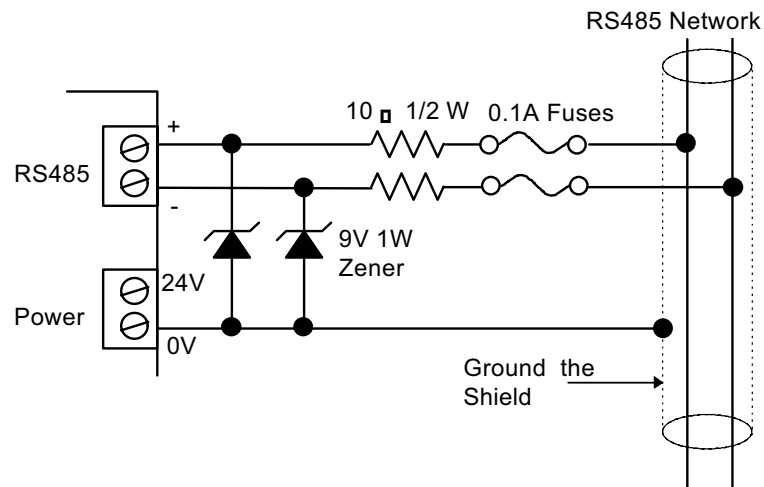 RS485 Network
10 1/2 W 0.1A Fuses
+
RS485
-
9V 1W
Zener
24V
Power
0V
Ground the
Shield